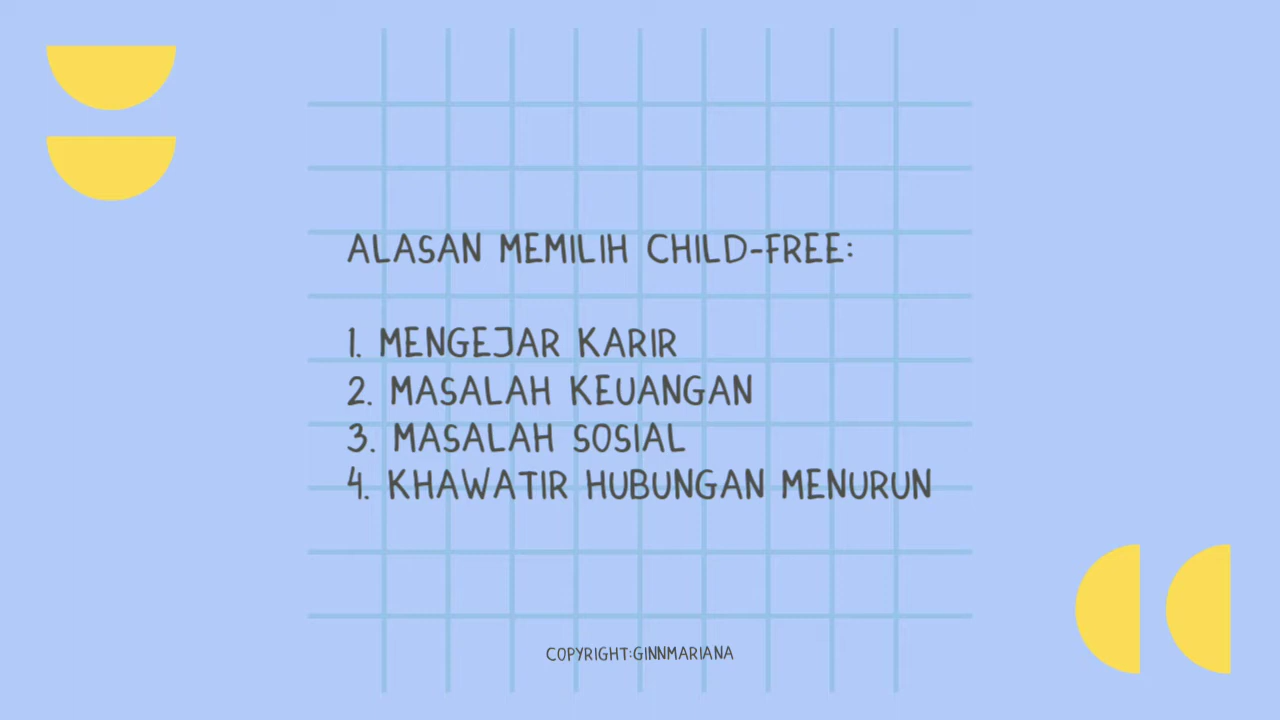 ALASAN MEMILIH CHILD-FREE:
1. MENGEJAR KARIR
2. MASALAH KEUANGAN
3. MASALAH SOSIAL
4. KHAWATIR HUBUNGAN MENURUN
COPYRIGHT:GINNMARIANA